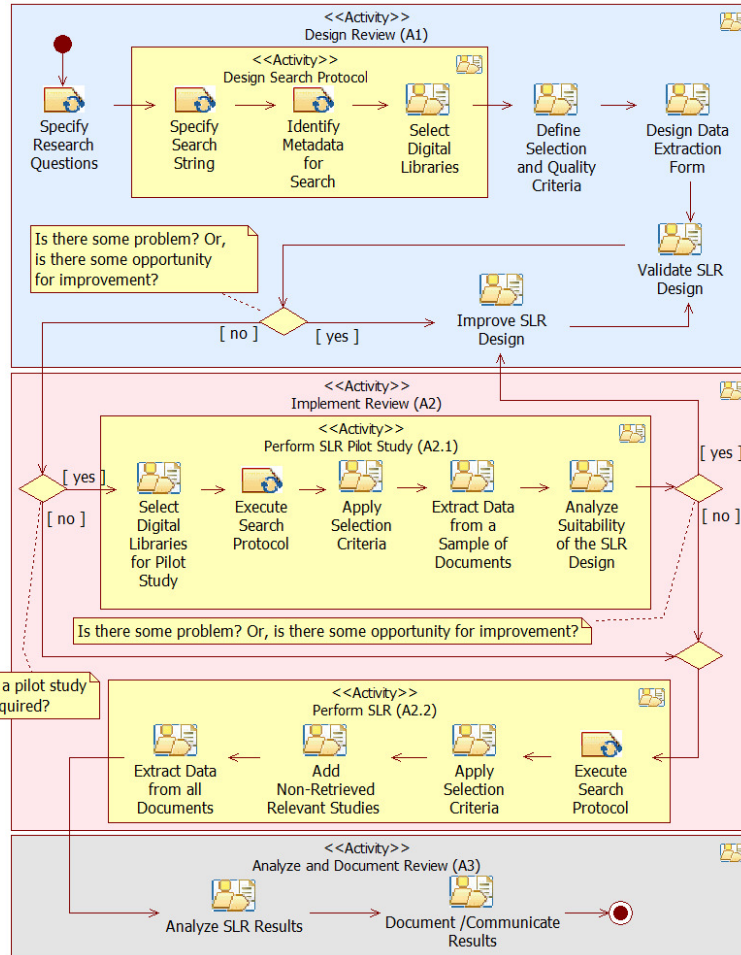 <<Activity>>
Design Review (A1)
<<Activity>>
Design Search Protocol
Specify
Research
Questions
Specify
Search
String
Identify
Metadata
for
Search
Select
Digital
Libraries
Define
Selection
and Quality
Criteria
Design Data
Extraction
Form
Is there some problem? Or,
is there some opportunity
for improvement?
Validate SLR
Design
Improve SLR
Design
[ no ]
[ yes ]
<<Activity>>
Implement Review (A2)
<<Activity>>
Perform SLR Pilot Study (A2.1)
[ yes ]
[ yes ]
[ no ]
[ no ]
Select
Digital
Libraries
for Pilot
Study
Execute
Search
Protocol
Apply
Selection
Criteria
Extract Data
from a
Sample of
Documents
Analyze
Suitability
of the SLR
Design
Is there some problem? Or, is there some opportunity for improvement?
a pilot study
quired?
<<Activity>>
Perform SLR (A2.2)
Extract Data
from all
Documents
Add
Non-Retrieved
Relevant Studies
Apply
Selection
Criteria
Execute
Search
Protocol
<<Activity>>
Analyze and Document Review (A3)
Analyze SLR Results
Document /Communicate
Results